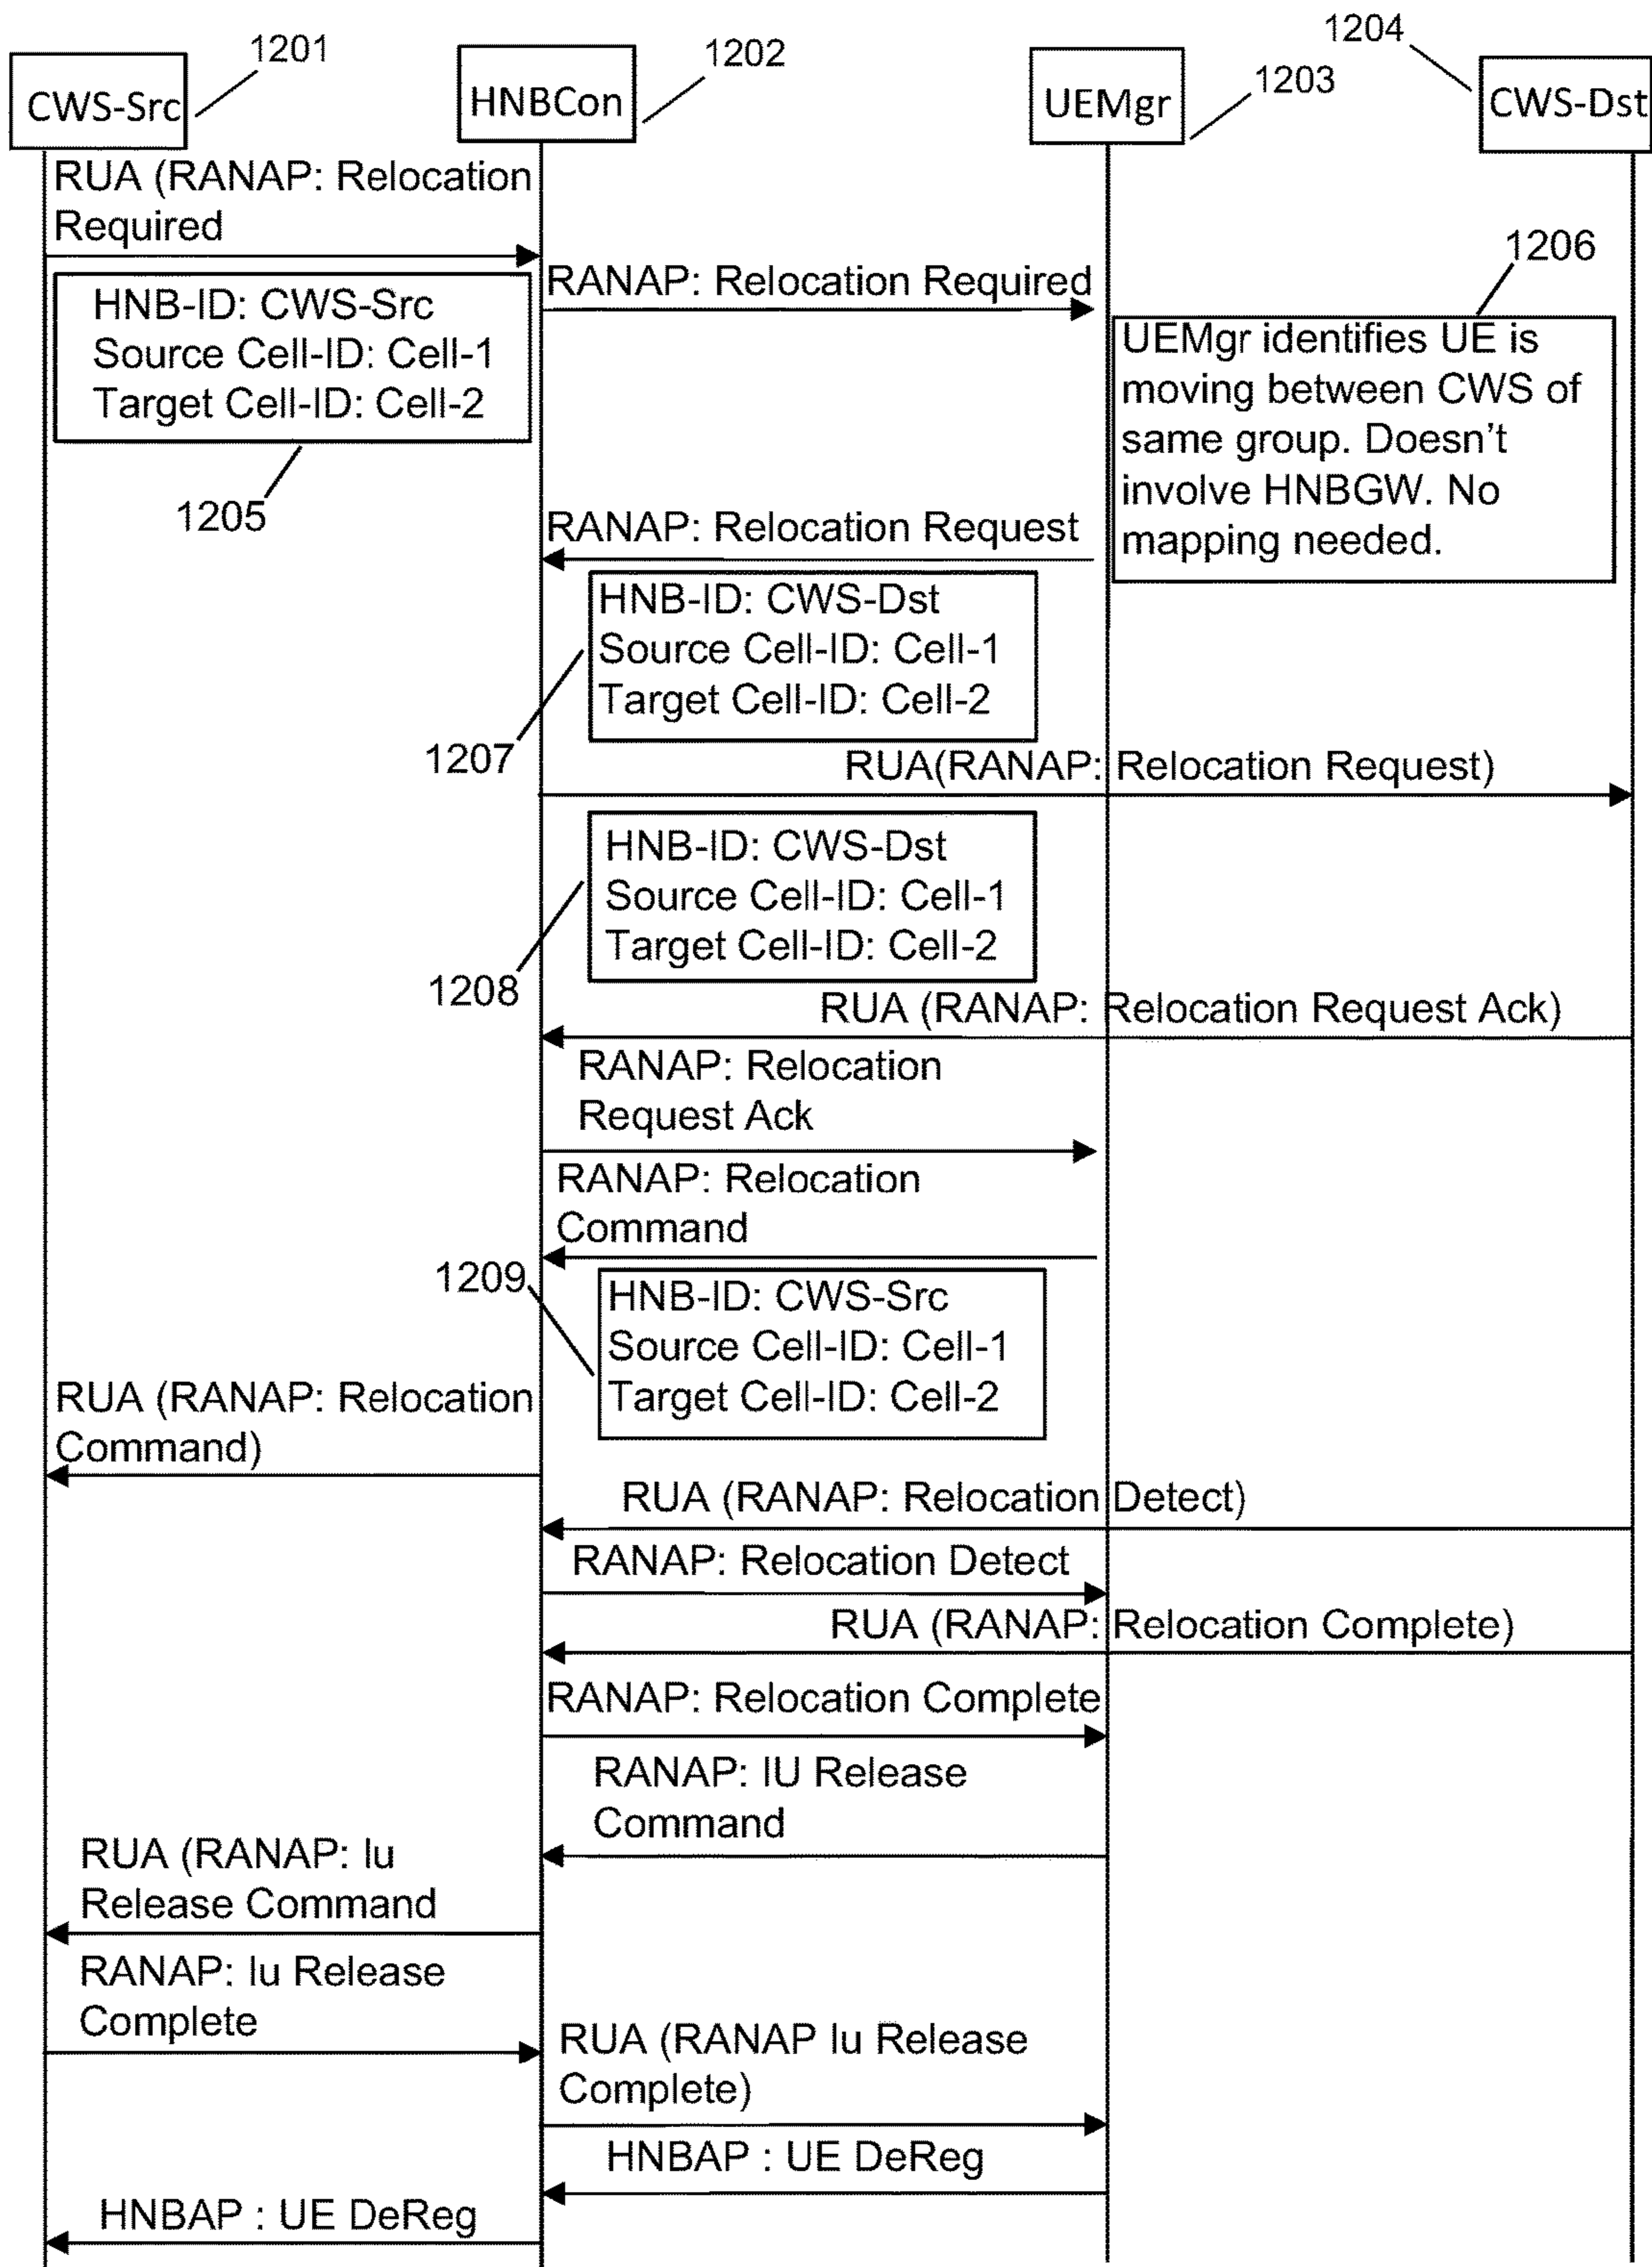 1201
1202
1203
1204
CWS-Src
HNBCon
UEMgr
CWS-Dst
RUA (RANAP: Relocation
Required
HNB-ID: CWS-Src
Source Cell-ID: Cell-1
Target Cell-ID: Cell-2
1205
RANAP: Relocation Required
1206
UEMgr identifies UE is
moving between CWS of
same group. Doesn't
involve HNBGW. No
mapping needed.
RANAP: Relocation Request
HNB-ID: CWS-Dst
Source Cell-ID: Cell-1
Target Cell-ID: Cell-2
1207
RUA(RANAP: Relocation Request)
HNB-ID: CWS-Dst
Source Cell-ID: Cell-1
Target Cell-ID: Cell-2
1208
RUA (RANAP: Relocation Request Ack)
RANAP: Relocation
Request Ack
RANAP: Relocation
Command
1209
HNB-ID: CWS-Src
Source Cell-ID: Cell-1
Target Cell-ID: Cell-2
RUA (RANAP: Relocation
Command)
RUA (RANAP: Relocation Detect)
RANAP: Relocation Detect
RUA (RANAP: Relocation Complete)
RANAP: Relocation Complete
RANAP: IU Release
Command
RUA (RANAP: Iu
Release Command
RANAP: Iu Release
Complete
RUA (RANAP Iu Release
Complete)
HNBAP : UE DeReg
HNBAP : UE DeReg